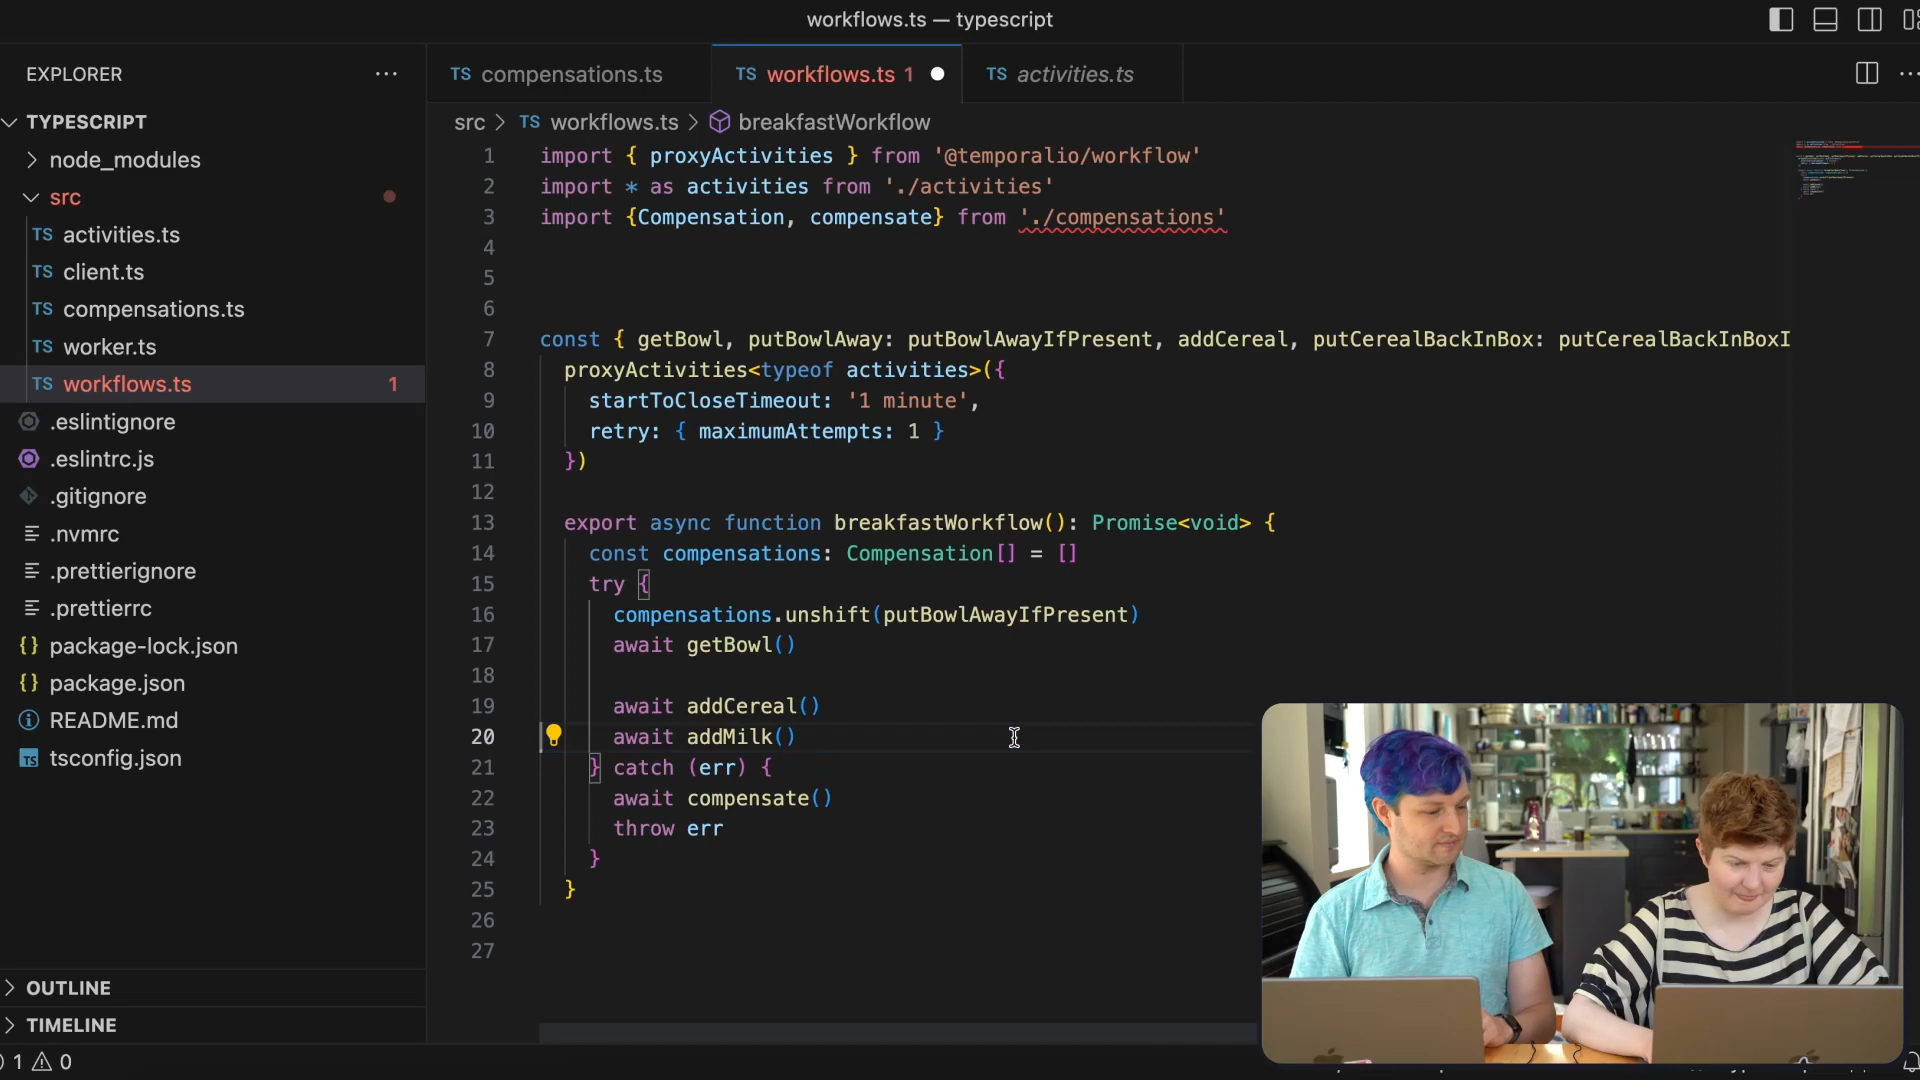 workflows.ts — typescript
EXPLORER
TYPESCRIPT
node_modules
src
TS activities.ts
TS client.ts
TS compensations.ts
TS worker.ts
TS workflows.ts 1
.eslintignore
.eslintrc.js
.gitignore
.nvmrc
.prettierignore
.prettierrc
{} package-lock.json
{} package.json
README.md
TS tsconfig.json
OUTLINE
TIMELINE
1 0
TS compensations.ts
TS workflows.ts 1
TS activities.ts
src > TS workflows.ts > breakfastWorkflow
1 import { proxyActivities } from '@temporalio/workflow'
2 import * as activities from './activities'
3 import {Compensation, compensate} from './compensations'
4
5
6
7 const { getBowl, putBowlAway: putBowlAwayIfPresent, addCereal, putCerealBackInBox: putCerealBackInBoxI
8 proxyActivities<typeof activities>({
9 startToCloseTimeout: '1 minute',
10 retry: { maximumAttempts: 1 }
11 })
12
13 export async function breakfastWorkflow(): Promise<void> {
14 const compensations: Compensation[] = []
15 try {
16 compensations.unshift(putBowlAwayIfPresent)
17 await getBowl()
18
19 await addCereal()
20 await addMilk()
21 } catch (err) {
22 await compensate()
23 throw err
24 }
25 }
26
27